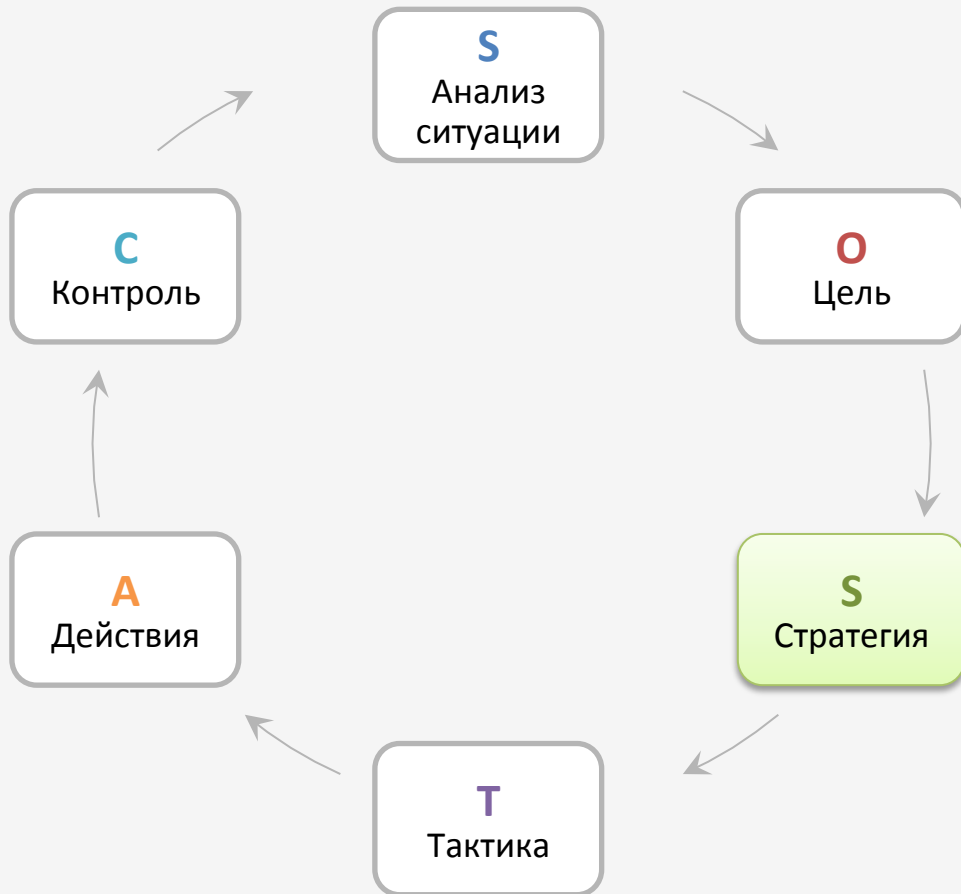 S
Анализ
ситуации
O
Цель
S
Стратегия
T
Тактика
A
Действия
C
Контроль